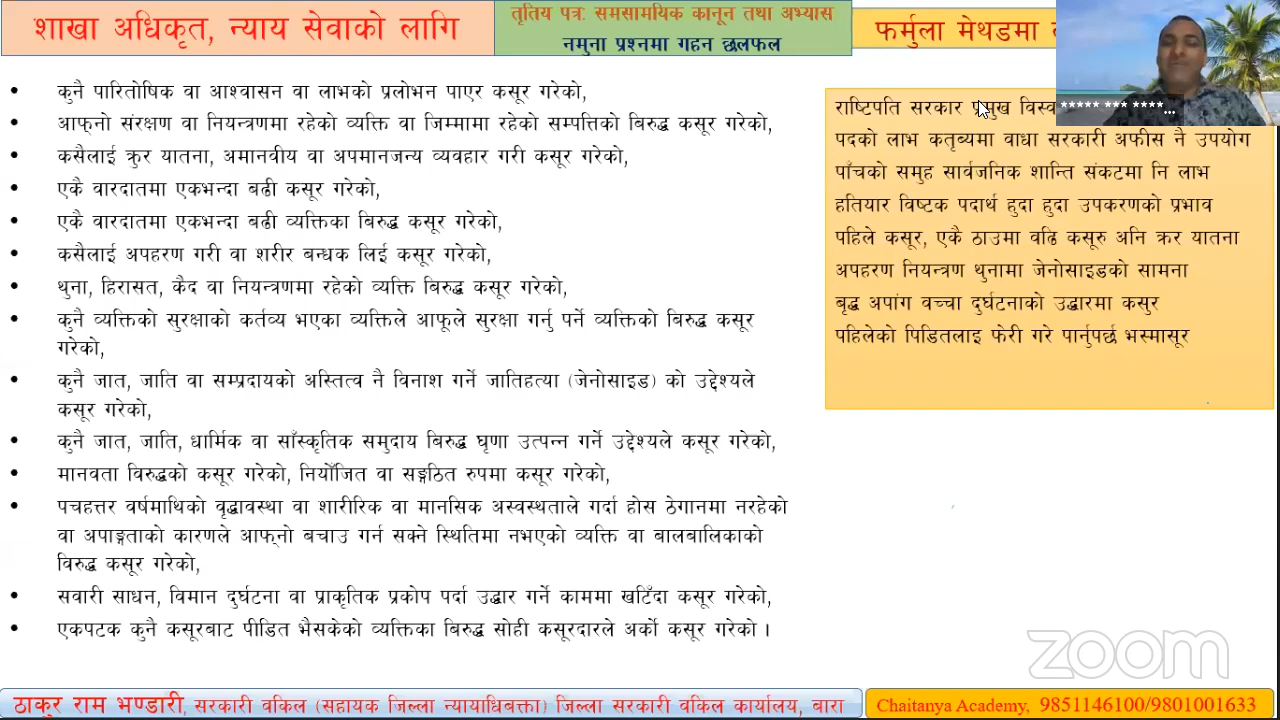 शाखा अधिकृत, न्याय सेवाको लागि
तृतिय पत्र: समसामयिक कानून तथा अभ्यास
नमुना प्रश्नमा गहन छलफल
फर्मुला मेथडमा
***** *** ****...
• कुनै पारितोषिक वा आश्वासन वा लाभको प्रलोभन पाएर कसूर गरेको,
• आफ्‌नो संरक्षण वा नियन्त्रणमा रहेको व्यक्ति वा जिम्मामा रहेको सम्पत्तिको बिरुद्ध कसूर गरेको,
• कसैलाई क्रुर यातना, अमानवीय वा अपमानजन्य व्यवहार गरी कसूर गरेको,
• एकै वारदातमा एकभन्दा बढी कसूर गरेको,
• एकै वारदातमा एकभन्दा बढी व्यक्तिका बिरुद्ध कसूर गरेको,
• कसैलाई अपहरण गरी वा शरीर बन्धक लिई कसूर गरेको,
• थुना, हिरासत, कैद वा नियन्त्रणमा रहेको व्यक्ति बिरुद्ध कसूर गरेको,
• कुनै व्यक्तिको सुरक्षाको कर्तव्य भएका व्यक्तिले आफूले सुरक्षा गर्नु पर्ने व्यक्तिको बिरुद्ध कसूर
गरेको,
• कुनै जात, जाति वा सम्प्रदायको अस्तित्व नै विनाश गर्ने जातिहत्या (जेनोसाइड) को उद्देश्यले
कसूर गरेको,
• कुनै जात, जाति, धार्मिक वा साँस्कृतिक समुदाय बिरुद्ध घृणा उत्पन्न गर्ने उद्देश्यले कसूर गरेको,
• मानवता विरुद्धको कसूर गरेको, नियोँजित वा सङ्गठित रुपमा कसूर गरेको,
• पचहत्तर वर्षमाथिको वृद्धावस्था वा शारीरिक वा मानसिक अस्वस्थताले गर्दा होस ठेगानमा नरहेको
वा अपाङ्गताको कारणले आफ्‌नो बचाउ गर्न सक्ने स्थितिमा नभएको व्यक्ति वा बालबालिकाको
विरुद्ध कसूर गरेको,
• सवारी साधन, विमान दुर्घटना वा प्राकृतिक प्रकोप पर्दा उद्धार गर्ने काममा खटिँदा कसूर गरेको,
• एकपटक कुनै कसूरबाट पीडित भैसकेको व्यक्तिका बिरुद्ध सोही कसूरदारले अर्को कसूर गरेको ।
राष्टिपति सरकार प्रमुख
पदको लाभ कतृब्यमा वाधा सरकारी अफीस नै उपयोग
पाँचको समुह सार्वजनिक शान्ति संकटमा नि लाभ
हतियार विष्टक पदार्थ हुदा हुदा उपकरणको प्रभाव
पहिले कसूर, एकै ठाउमा वढि कसूरु अनि क्रर यातना
अपहरण नियन्त्रण थुनामा जेनोसाइडको सामना
बृद्ध अपांग वच्चा दुर्घटनाको उद्धारमा कसुर
पहिलेको पिडितलाइ फेरी गरे पार्नुपर्छ भस्मासूर
zoom
ठाकुर राम भण्डारी, सरकारी वकिल (सहायक जिल्ला न्यायाधिबक्ता) जिल्ला सरकारी वकिल कार्यालय, बारा
Chaitanya Academy, 9851146100/9801001633